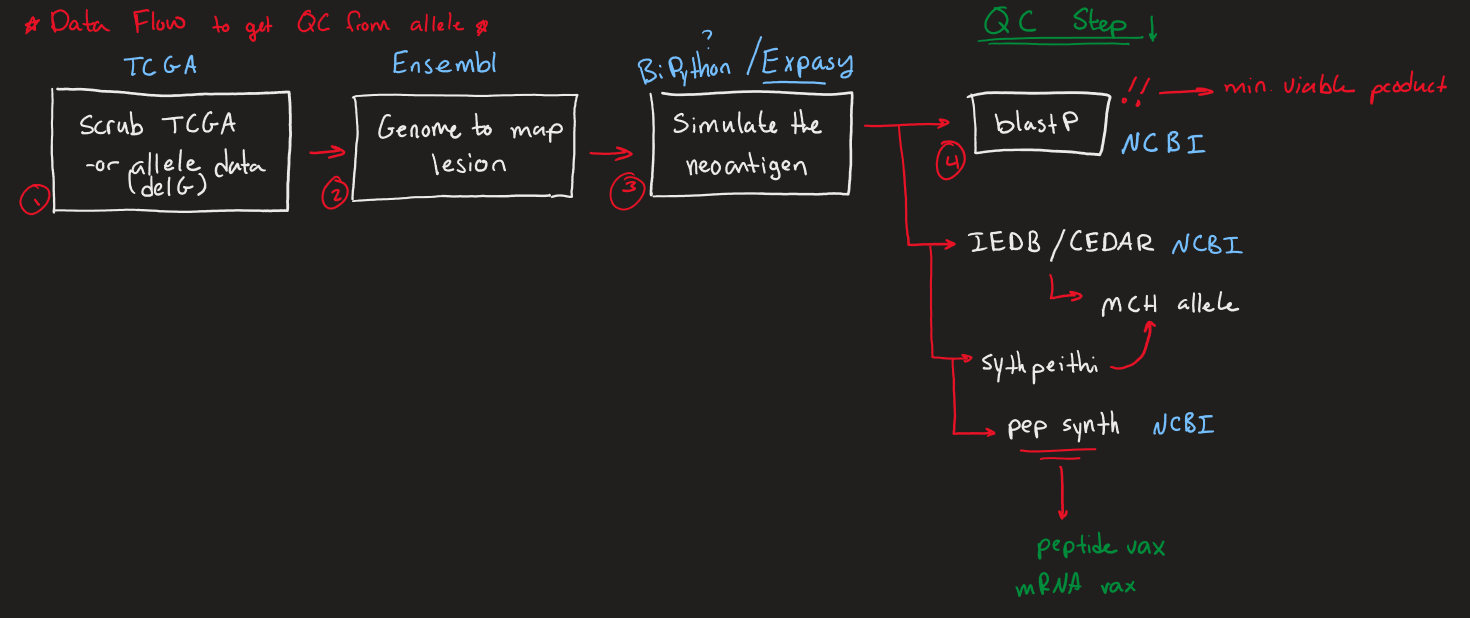 * Data Flow to get QC from allele *
QC Step ↓
TCGA
Scrub TCGA
-or allele data
(delG)
1
Ensembl
Genome to map
lesion
2
?
BiPython / Expasy
Simulate the
neoantigen
3
blastP
!! → min. viable product
NCBI
4
IEDB / CEDAR NCBI
MCH allele
sythpeithi
pep synth NCBI
peptide vax
mRNA vax